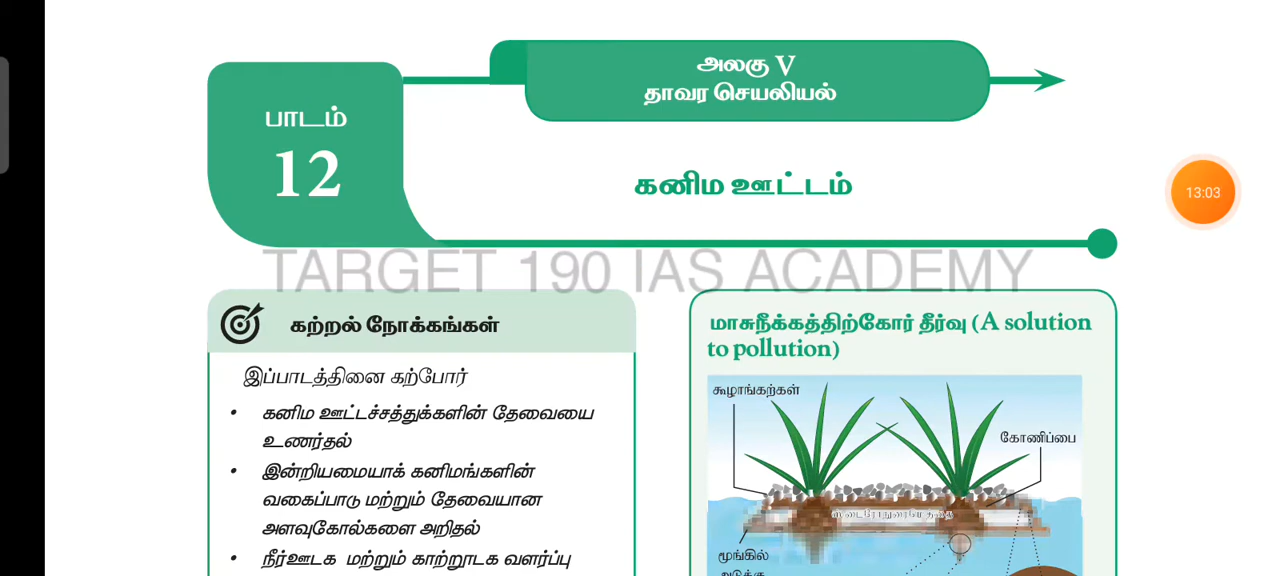 அலகு V
தாவர செயலியல்
பாடம்
12
கனிம ஊட்டம்
13:03
TARGET 190 IAS ACADEMY
கற்றல் நோக்கங்கள்
இப்பாடத்தினை கற்போர்
• கனிம ஊட்டச்சத்துக்களின் தேவையை
உணர்தல்
• இன்றியமையாக் கனிமங்களின்
வகைப்பாடு மற்றும் தேவையான
அளவுகோல்களை அறிதல்
• நீர்ஊடக மற்றும் காற்றூடக வளர்ப்பு
மாசுநீக்கத்திற்கோர் தீர்வு (A solution
to pollution)
கூழாங்கற்கள்
கோணிப்பை
மூங்கில்
அடுக்கு